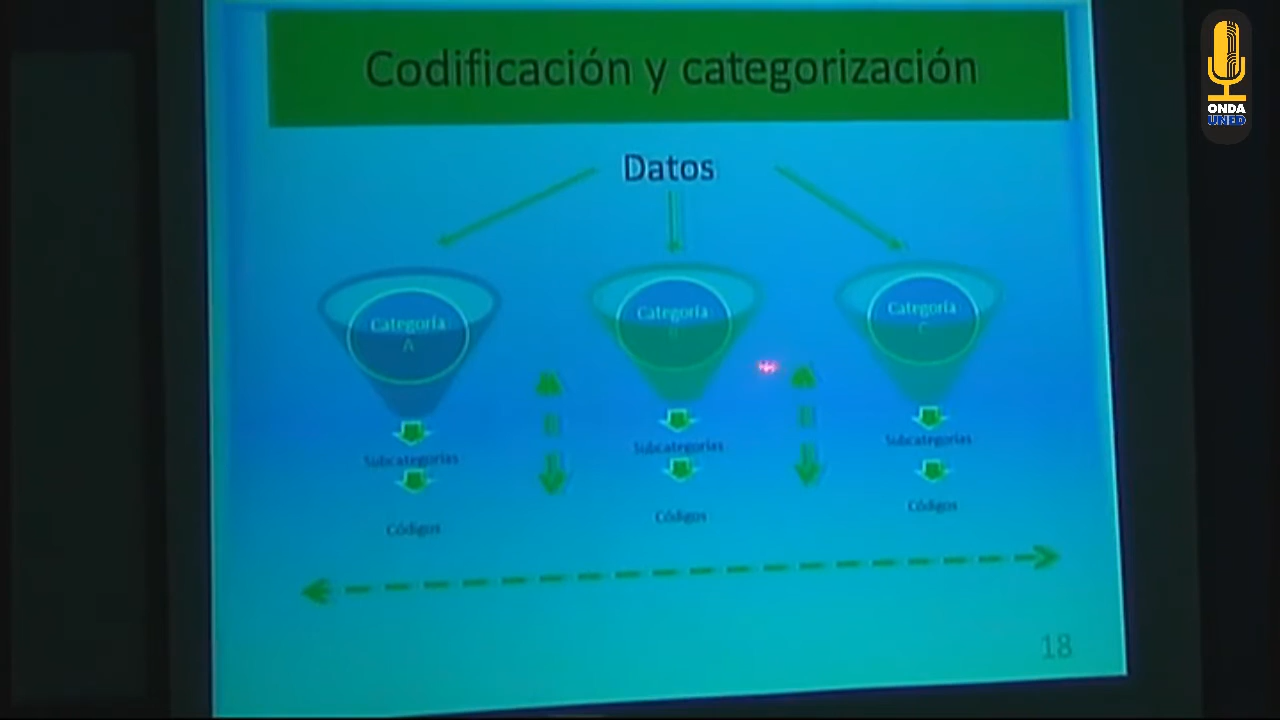 Codificación y categorización
Datos
Categoría
A
Categoría
Categoría
C
Subcategorías
Subcategorías
Subcategorías
Códigos
Códigos
Códigos
18
ONDA
UNED